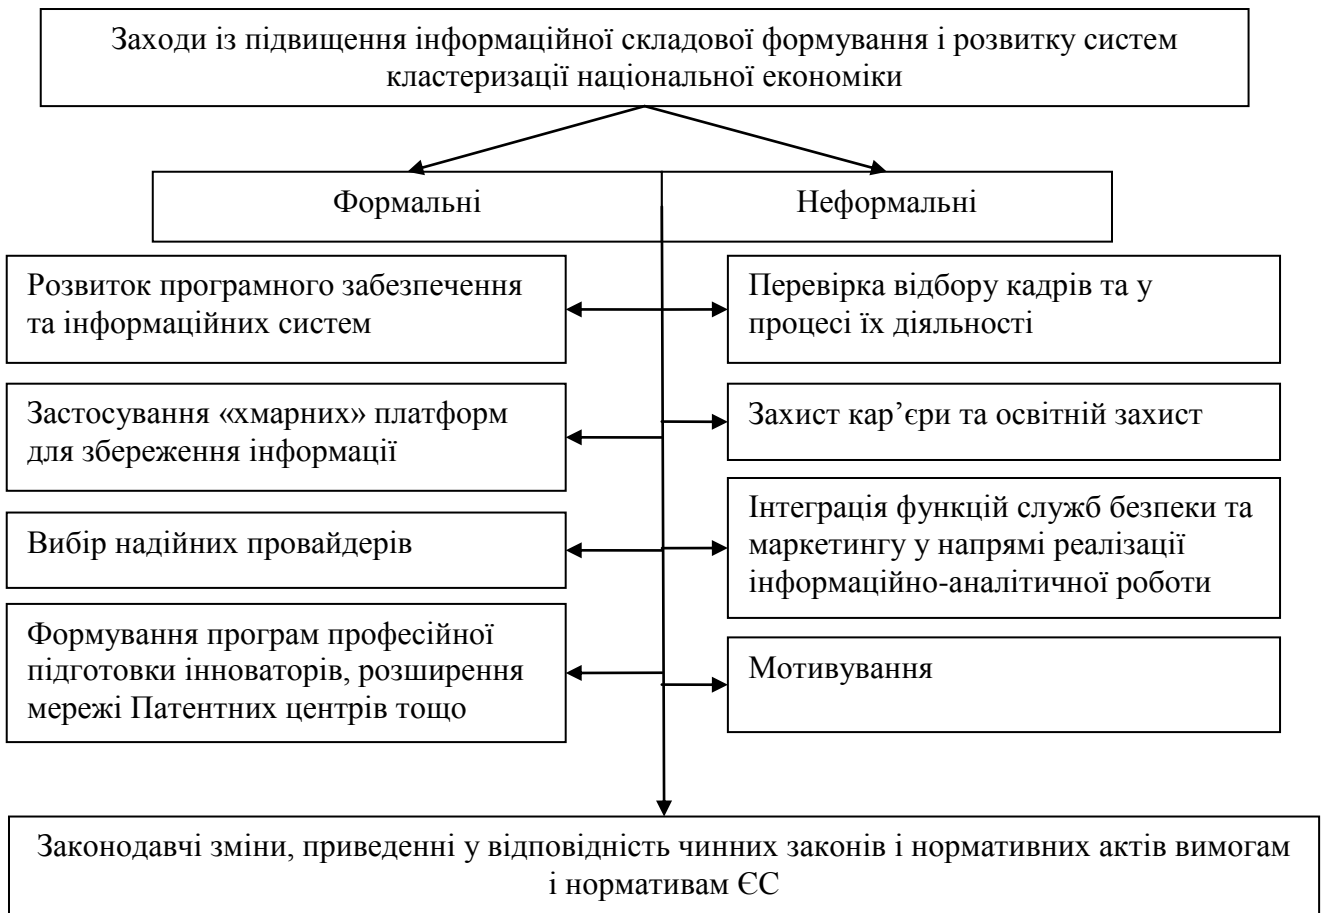 Заходи із підвищення інформаційної складової формування і розвитку систем
кластеризації національної економіки
Формальні
Неформальні
Розвиток програмного забезпечення
та інформаційних систем
Перевірка відбору кадрів та у
процесі їх діяльності
Застосування «хмарних» платформ
для збереження інформації
Захист кар’єри та освітній захист
Вибір надійних провайдерів
Інтеграція функцій служб безпеки та
маркетингу у напрямі реалізації
інформаційно-аналітичної роботи
Формування програм професійної
підготовки інноваторів, розширення
мережі Патентних центрів тощо
Мотивування
Законодавчі зміни, приведенні у відповідність чинних законів і нормативних актів вимогам
і нормативам ЄС